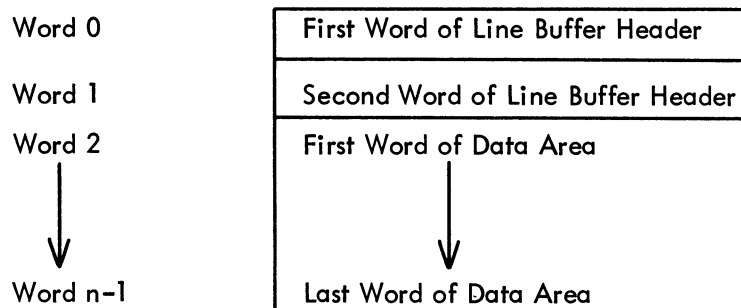 Word 0 First Word of Line Buffer Header
Word 1 Second Word of Line Buffer Header
Word 2 First Word of Data Area
Word n-1 Last Word of Data Area